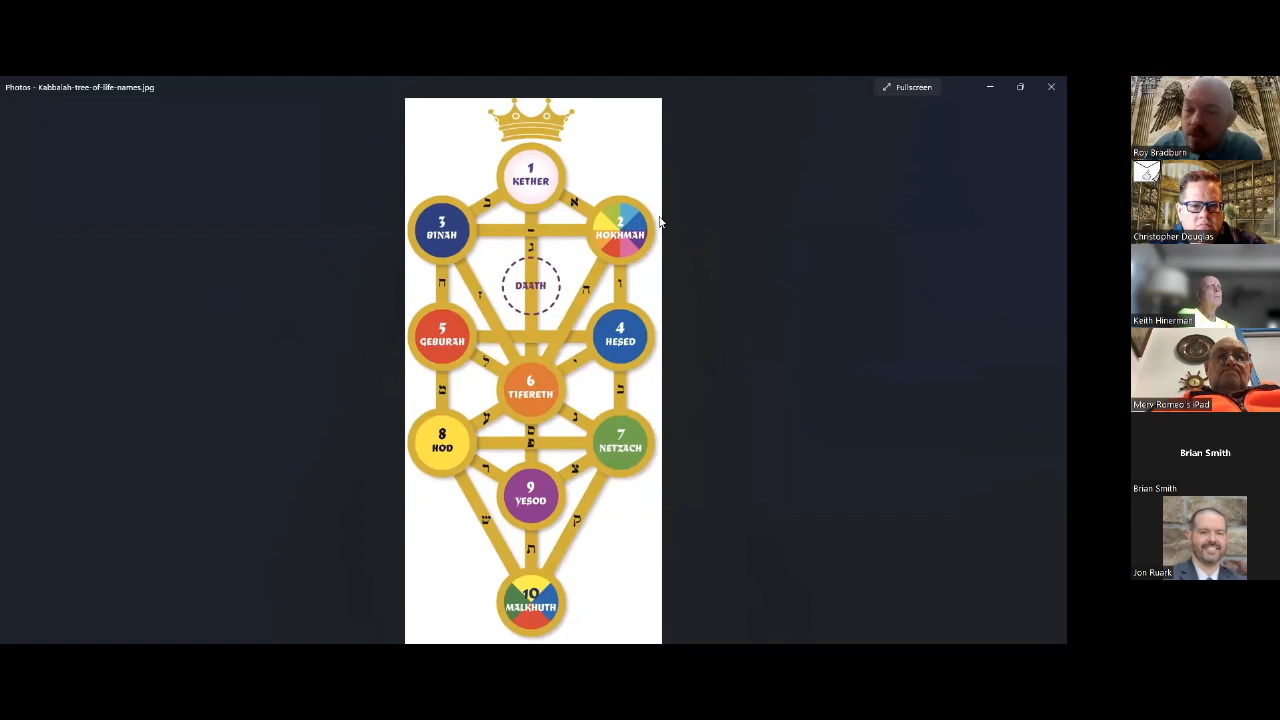 Photos - Kabbalah-tree-of-life-names.jpg
Fullscreen
1
KETHER
ב
א
3
BINAH
2
HOKHMAH
ג
DAATH
ח
ז
ה
ו
5
GEBURAH
4
HESED
ל
י
6
TIFERETH
מ
ע
נ
8
HOD
ס
פ
7
NETZACH
ר
צ
9
YESOD
ש
ק
ת
10
MALKHUTH
Roy Bradburn
Christopher Douglas
Keith Hinerman
Merv Romeo's iPad
Brian Smith
Brian Smith
Jon Ruark